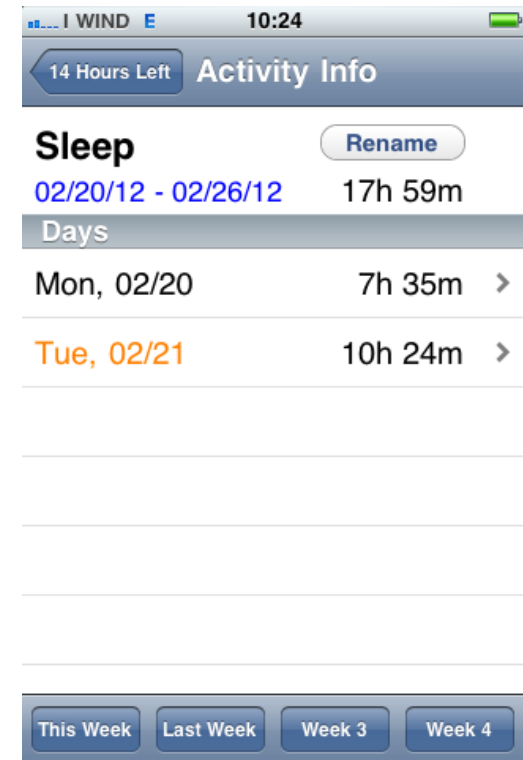 I WIND E 10:24
14 Hours Left Activity Info
Sleep Rename
02/20/12 - 02/26/12 17h 59m
Days
Mon, 02/20 7h 35m
Tue, 02/21 10h 24m
This Week Last Week Week 3 Week 4